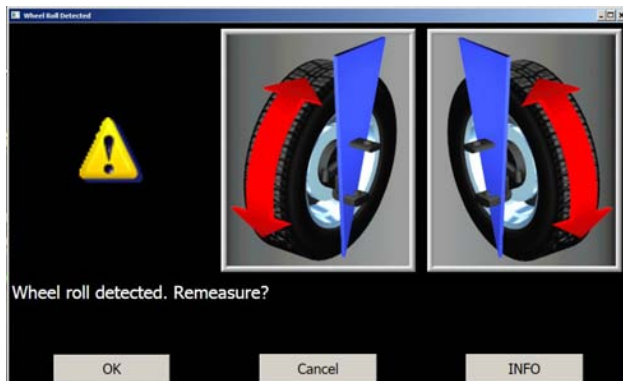 Wheel Roll Detected
Wheel roll detected. Remeasure?
OK
Cancel
INFO